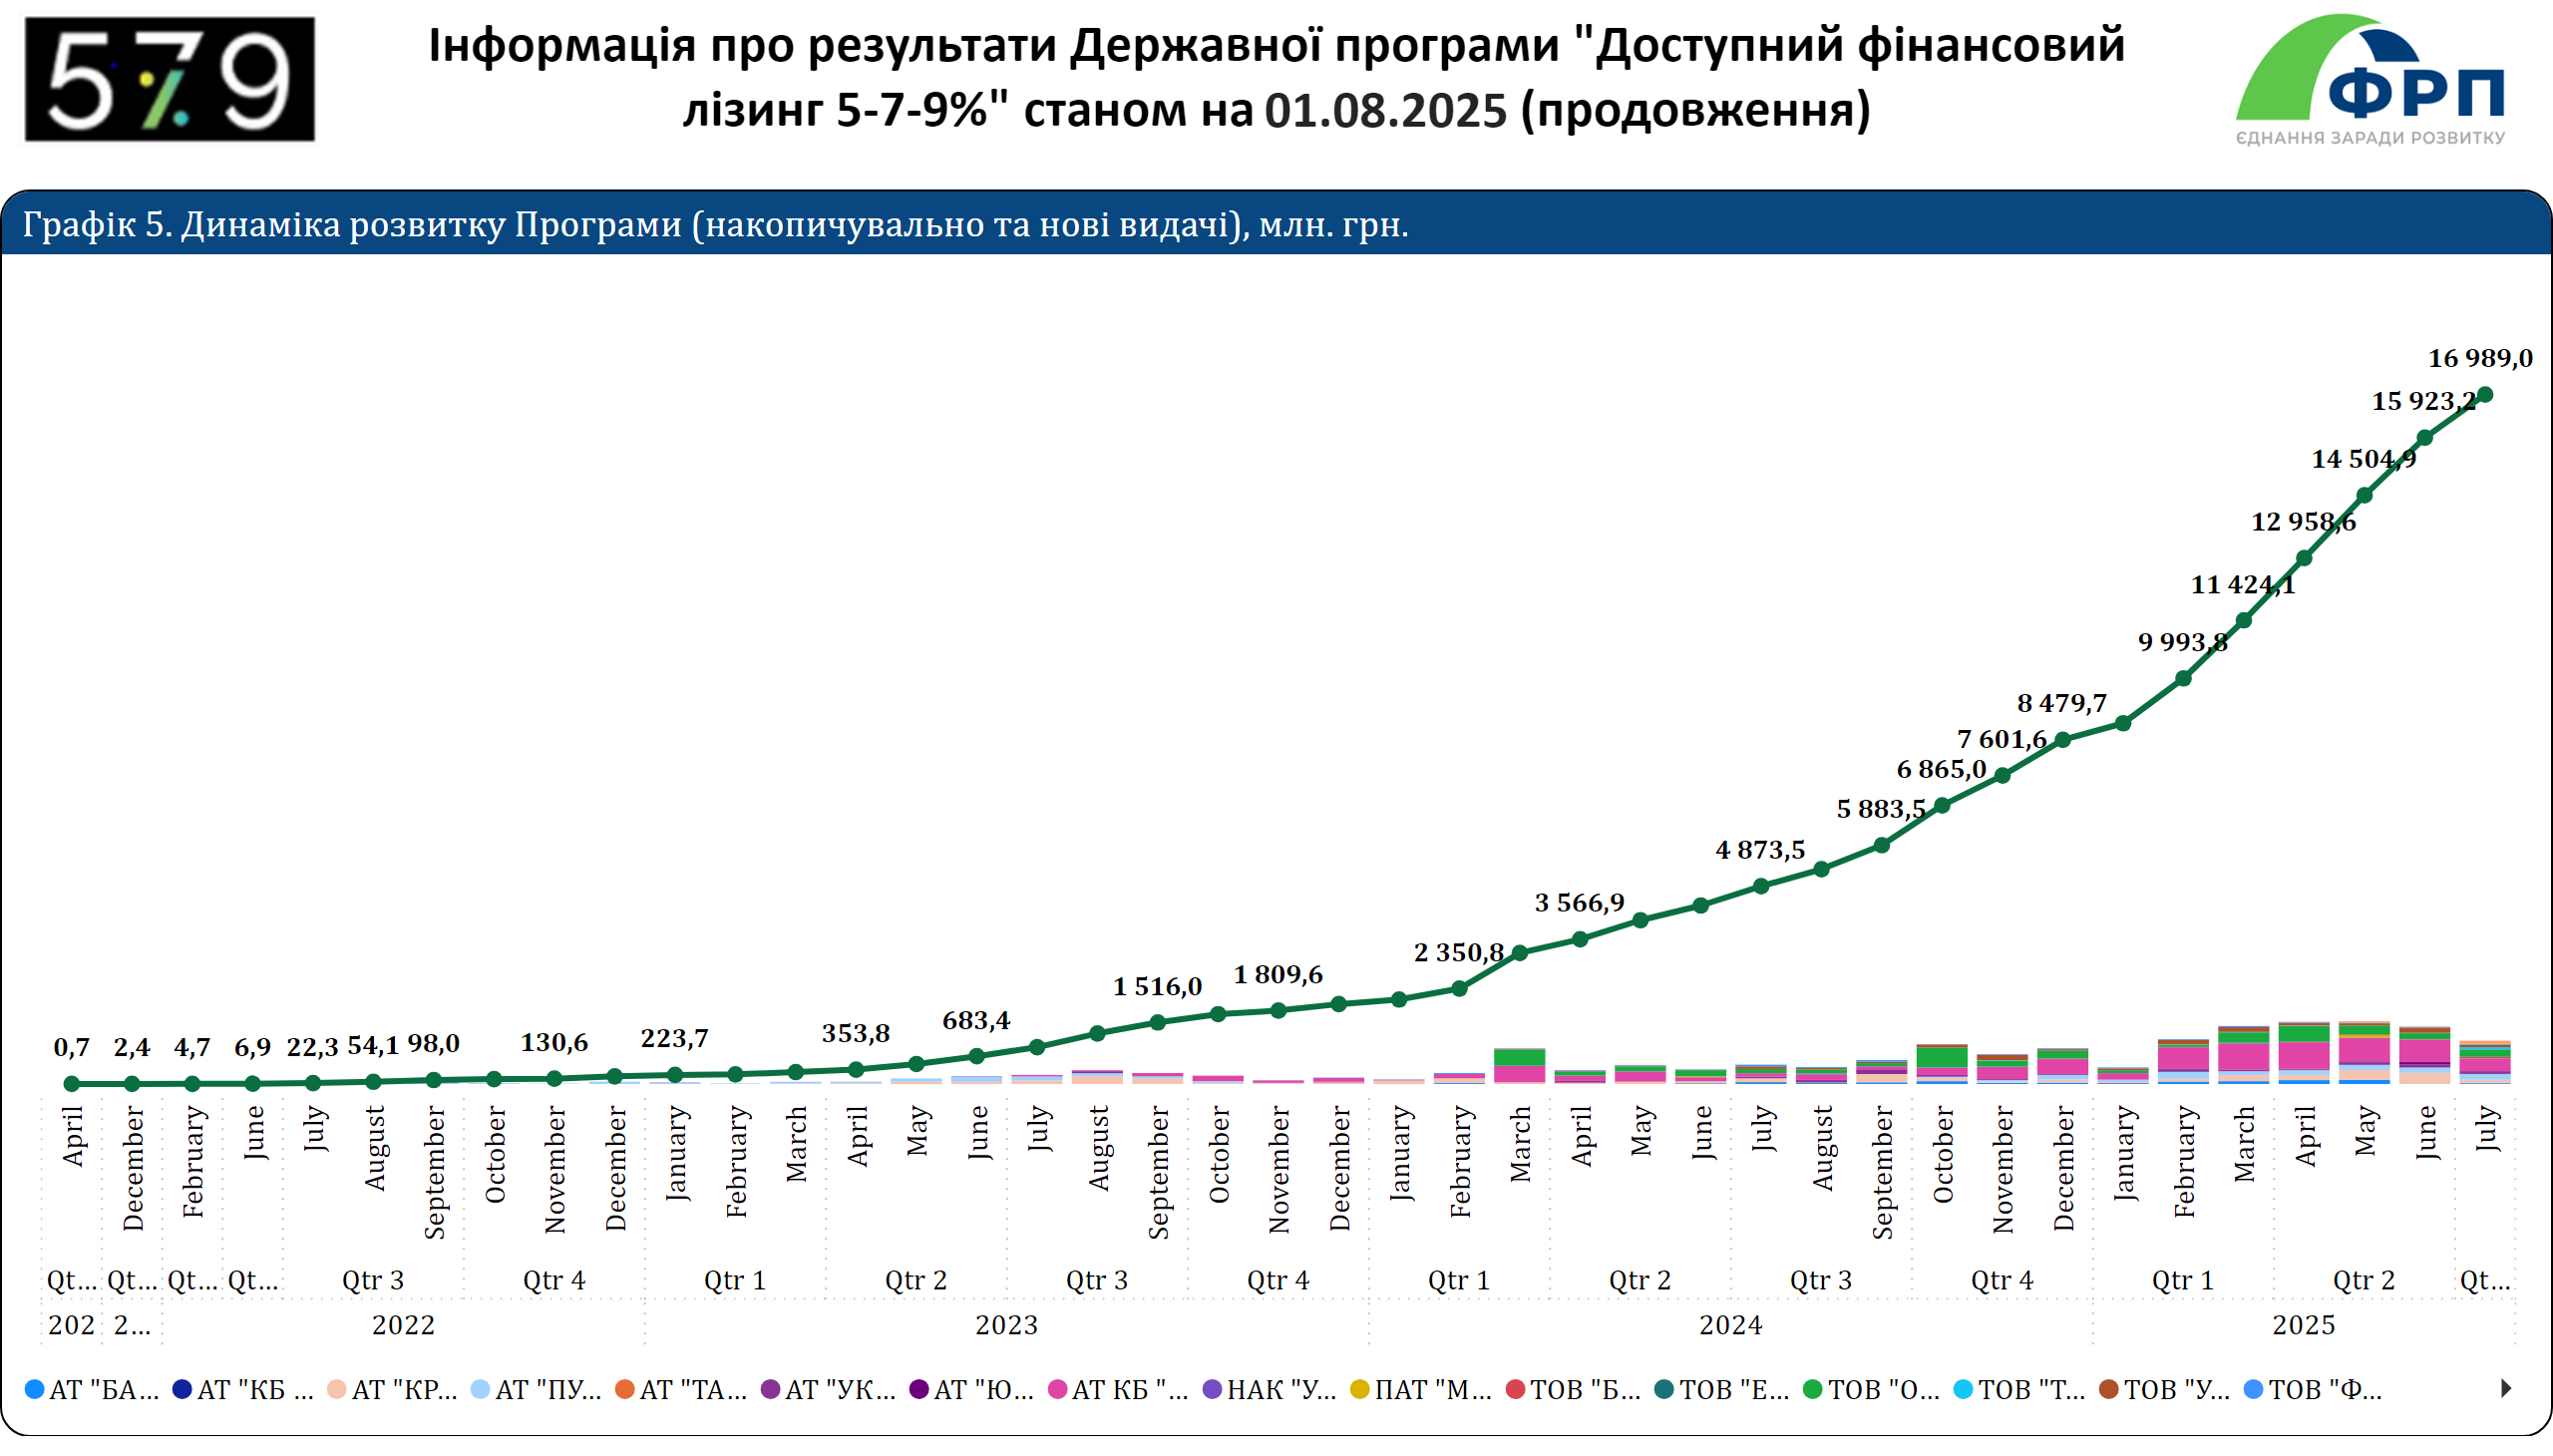 579
Інформація про результати Державної програми "Доступний фінансовий
лізинг 5-7-9%" станом на 01.08.2025 (продовження)
ФРП
ЄДНАННЯ ЗАРАДИ РОЗВИТКУ
Графік 5. Динаміка розвитку Програми (накопичувально та нові видачі), млн. грн.
16 989,0
15 923,2
14 504,9
12 958,6
11 424,1
9 993,8
8 479,7
7 601,6
6 865,0
5 883,5
4 873,5
3 566,9
2 350,8
1 809,6
1 516,0
683,4
353,8
223,7
130,6
0,7 2,4 4,7 6,9 22,3 54,1 98,0
April December February June July August September October November December January February March April May June July August September October November December January February March April May June July August September October November December January February March April May June July
Qt... Qt... Qt... Qt... Qtr 3 Qtr 4 Qtr 1 Qtr 2 Qtr 3 Qtr 4 Qtr 1 Qtr 2 Qtr 3 Qtr 4 Qtr 1 Qtr 2 Qt...
202 2... 2022 2023 2024 2025
АТ "БА... АТ "КБ ... АТ "КР... АТ "ПУ... АТ "ТА... АТ "УК... АТ "Ю... АТ КБ "... НАК "У... ПАТ "М... ТОВ "Б... ТОВ "Е... ТОВ "О... ТОВ "Т... ТОВ "У... ТОВ "Ф...